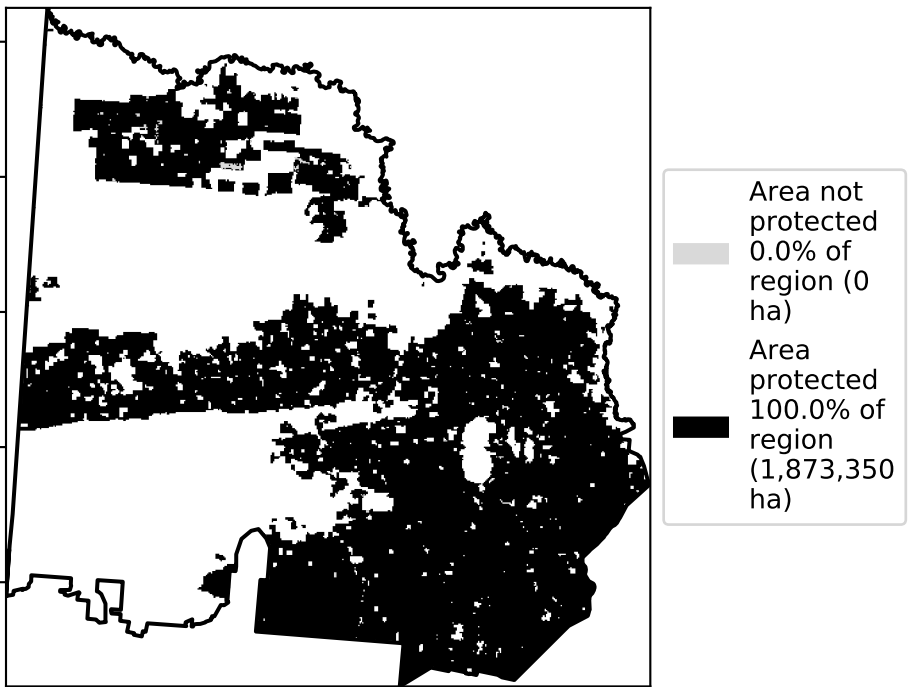 Area not
protected
0.0% of
region (0
ha)
Area
protected
100.0% of
region
(1,873,350
ha)